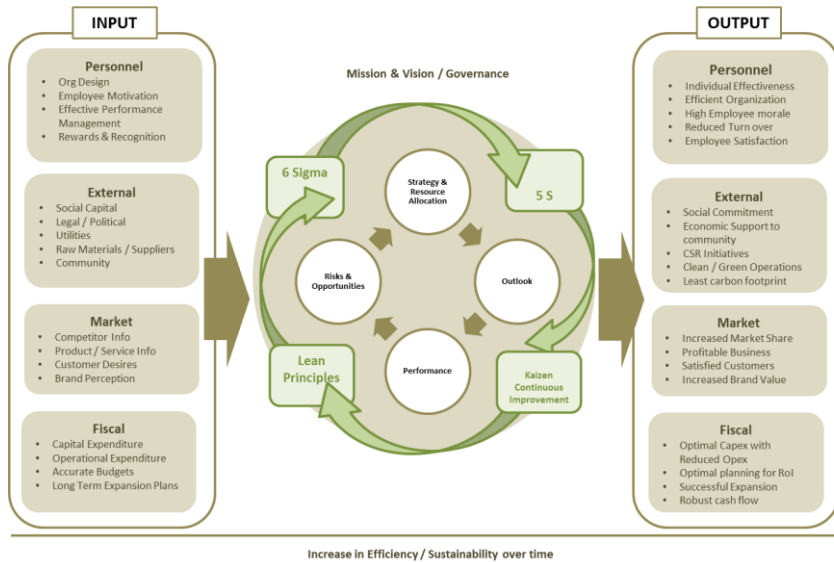 INPUT
Personnel
• Org Design
• Employee Motivation
• Effective Performance
Management
• Rewards & Recognition
External
• Social Capital
• Legal / Political
• Utilities
• Raw Materials / Suppliers
• Community
Market
• Competitor Info
• Product / Service Info
• Customer Desires
• Brand Perception
Fiscal
• Capital Expenditure
• Operational Expenditure
• Accurate Budgets
• Long Term Expansion Plans
Mission & Vision / Governance
6 Sigma
5 S
Strategy &
Resource
Allocation
Risks &
Opportunities
Outlook
Performance
Lean
Principles
Kaizen
Continuous
Improvement
OUTPUT
Personnel
• Individual Effectiveness
• Efficient Organization
• High Employee morale
• Reduced Turn over
• Employee Satisfaction
External
• Social Commitment
• Economic Support to
community
• CSR Initiatives
• Clean / Green Operations
• Least carbon footprint
Market
• Increased Market Share
• Profitable Business
• Satisfied Customers
• Increased Brand Value
Fiscal
• Optimal Capex with
Reduced Opex
• Optimal planning for RoI
• Successful Expansion
• Robust cash flow
Increase in Efficiency / Sustainability over time